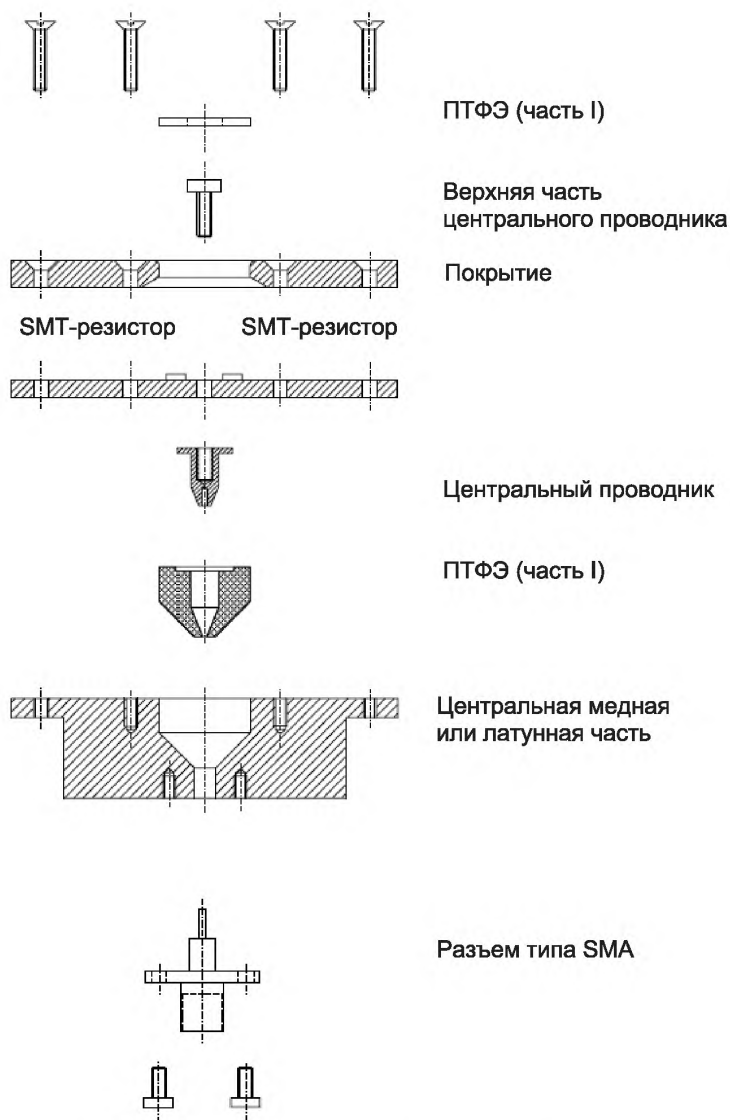 ПТФЭ (часть I)
Верхняя часть
центрального проводника
Покрытие
SMT-резистор SMT-резистор
Центральный проводник
ПТФЭ (часть I)
Центральная медная
или латунная часть
Разъем типа SMA